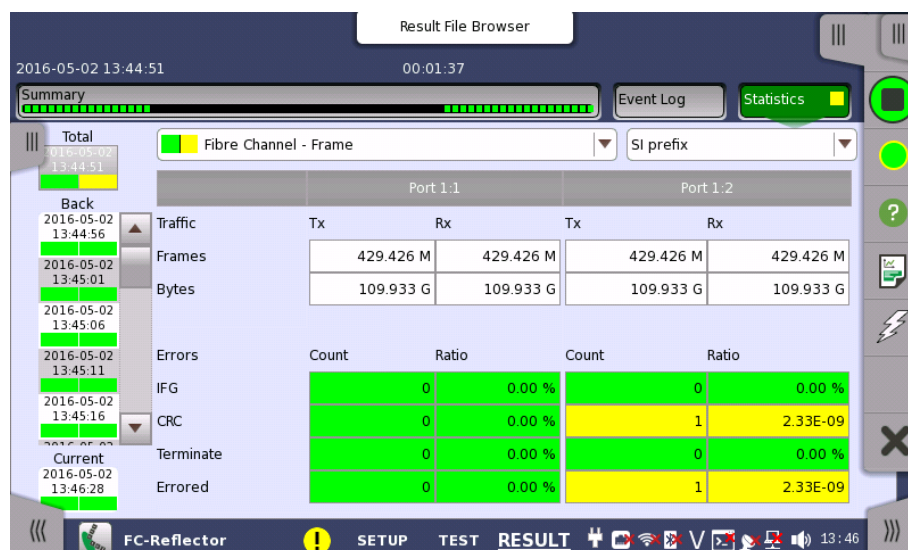 Result File Browser
2016-05-02 13:44:51 00:01:37
Summary Event Log Statistics
Total Fibre Channel - Frame SI prefix
2016-05-02
13:44:51
Port 1:1 Port 1:2
Back
2016-05-02
13:44:56
Traffic Tx Rx Tx Rx
2016-05-02
13:45:01
Frames 429.426 M 429.426 M 429.426 M 429.426 M
Bytes 109.933 G 109.933 G 109.933 G 109.933 G
2016-05-02
13:45:06
2016-05-02
13:45:11
Errors Count Ratio Count Ratio
IFG 0 0.00 % 0 0.00 %
2016-05-02
13:45:16
CRC 0 0.00 % 1 2.33E-09
Current
Terminate 0 0.00 % 0 0.00 %
2016-05-02
13:46:28
Errored 0 0.00 % 1 2.33E-09
FC-Reflector SETUP TEST RESULT 13:46